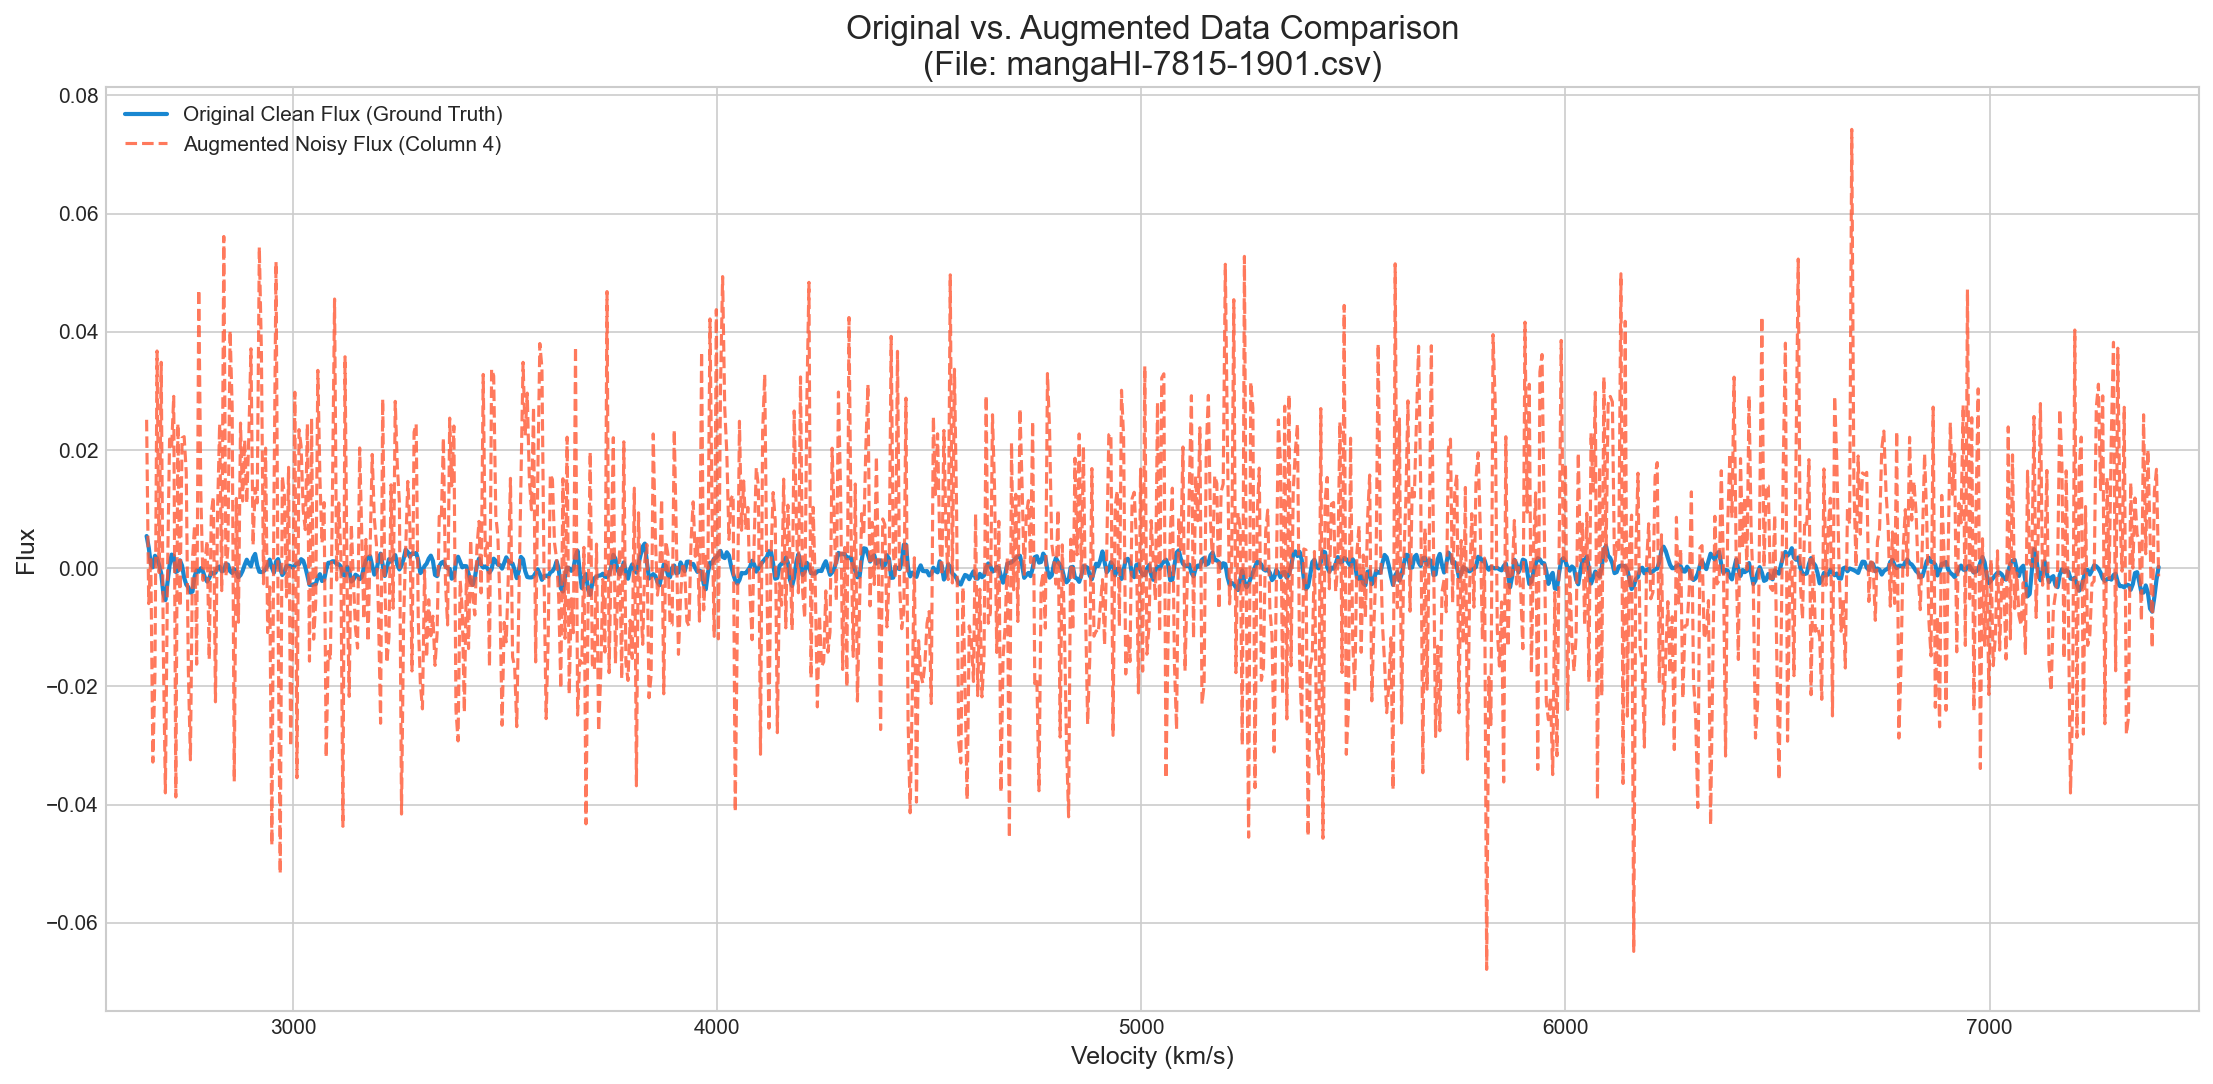 Original vs. Augmented Data Comparison
(File: mangaHI-7815-1901.csv)
Original Clean Flux (Ground Truth)
Augmented Noisy Flux (Column 4)
Flux
0.08
0.06
0.04
0.02
0.00
−0.02
−0.04
−0.06
3000
4000
5000
6000
7000
Velocity (km/s)